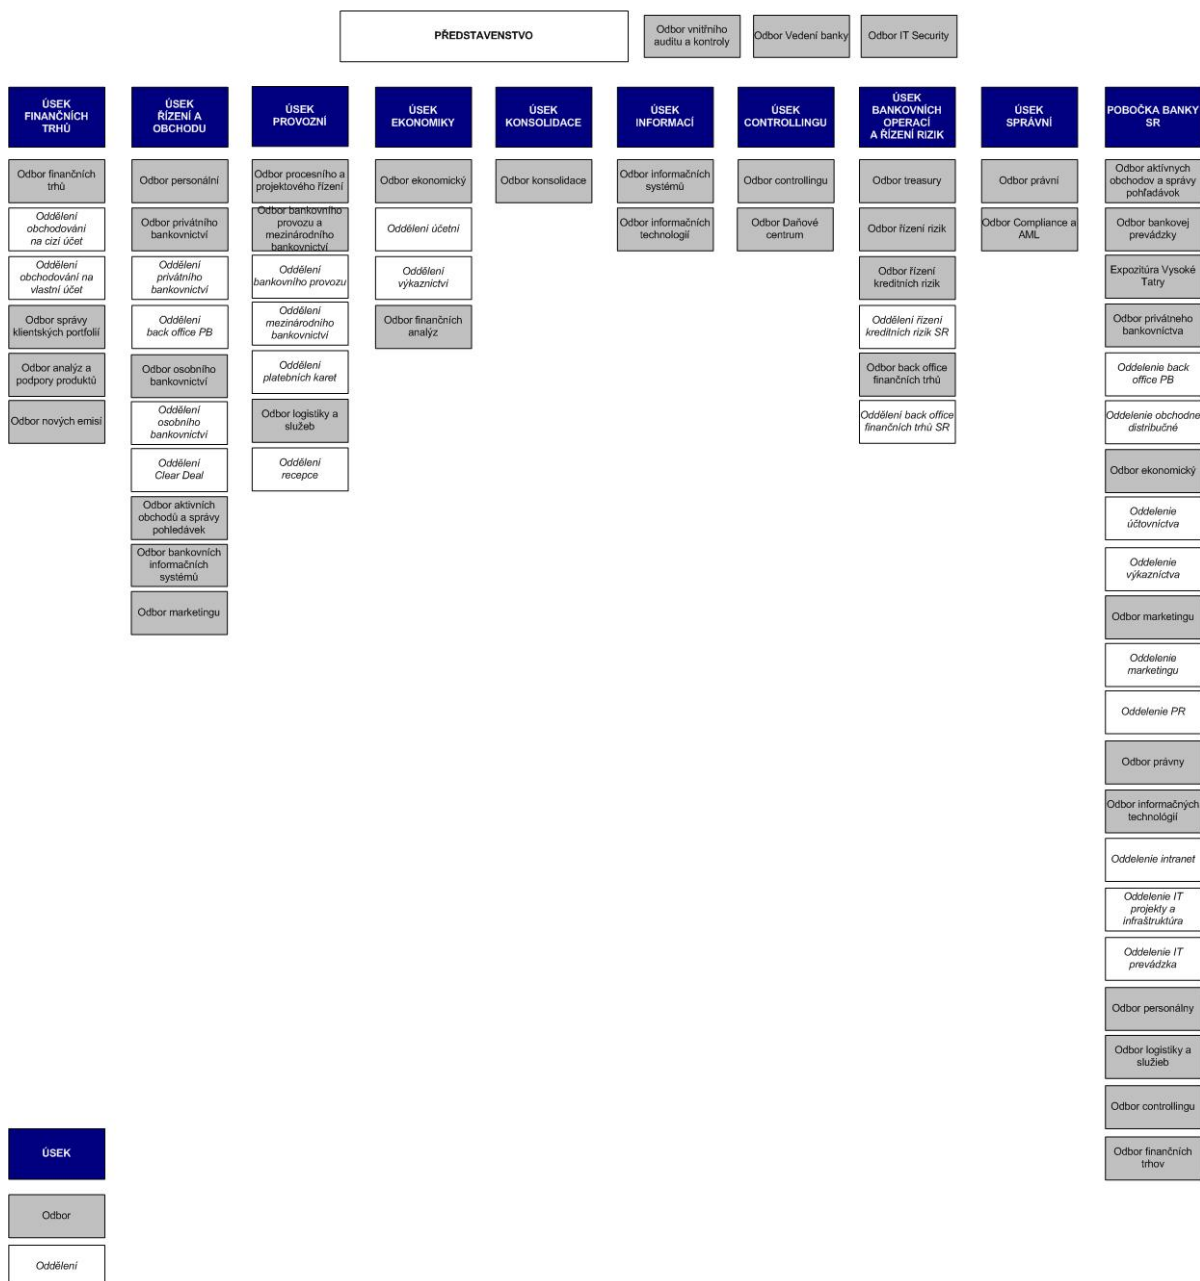 PŘEDSTAVENSTVO
Odbor vnitřního
auditu a kontroly
Odbor Vedení banky
Odbor IT Security
ÚSEK
FINANČNÍCH
TRHŮ
Odbor finančních
trhů
Oddělení
obchodování
na cizí účet
Oddělení
obchodování na
vlastní účet
Odbor správy
klientských portfolií
Odbor analýz a
podpory produktů
Odbor nových emisí
ÚSEK
ŘÍZENÍ A
OBCHODU
Odbor personální
Odbor privátního
bankovnictví
Oddělení
privátního
bankovnictví
Oddělení
back office PB
Odbor osobního
bankovnictví
Oddělení
osobního
bankovnictví
Oddělení
Clear Deal
Odbor aktivních
obchodů a správy
pohledávek
Odbor bankovních
informačních
systémů
Odbor marketingu
ÚSEK
PROVOZNÍ
Odbor procesního a
projektového řízení
Odbor bankovního
provozu a
mezinárodního
bankovnictví
Oddělení
bankovního provozu
Oddělení
mezinárodního
bankovnictví
Oddělení
platebních karet
Odbor logistiky a
služeb
Oddělení
recepce
ÚSEK
EKONOMIKY
Odbor ekonomický
Oddělení účetní
Oddělení
výkaznictví
Odbor finančních
analýz
ÚSEK
KONSOLIDACE
Odbor konsolidace
ÚSEK
INFORMACÍ
Odbor informačních
systémů
Odbor informačních
technologií
ÚSEK
CONTROLLINGU
Odbor controllingu
Odbor Daňové
centrum
ÚSEK
BANKOVNÍCH
OPERACÍ
A ŘÍZENÍ RIZIK
Odbor treasury
Odbor řízení rizik
Odbor řízení
kreditních rizik
Oddělení řízení
kreditních rizik SR
Odbor back office
finančních trhů
Oddělení back office
finančních trhů SR
ÚSEK
SPRÁVNÍ
Odbor právní
Odbor Compliance a
AML
POBOČKA BANKY
SR
Odbor aktívnych
obchodov a správy
pohľadávok
Odbor bankovej
prevádzky
Expozitúra Vysoké
Tatry
Odbor privátneho
bankovníctva
Oddelenie back
office PB
Oddelenie obchodne
distribučné
Odbor ekonomický
Oddelenie
účtovníctva
Oddelenie
výkazníctva
Odbor marketingu
Oddelenie
marketingu
Oddelenie PR
Odbor právny
Odbor informačných
technológií
Oddelenie intranet
Oddelenie IT
projekty a
infraštruktúra
Oddelenie IT
prevádzka
Odbor personálny
Odbor logistiky a
služieb
Odbor controllingu
Odbor finančních
trhov
ÚSEK
Odbor
Oddělení